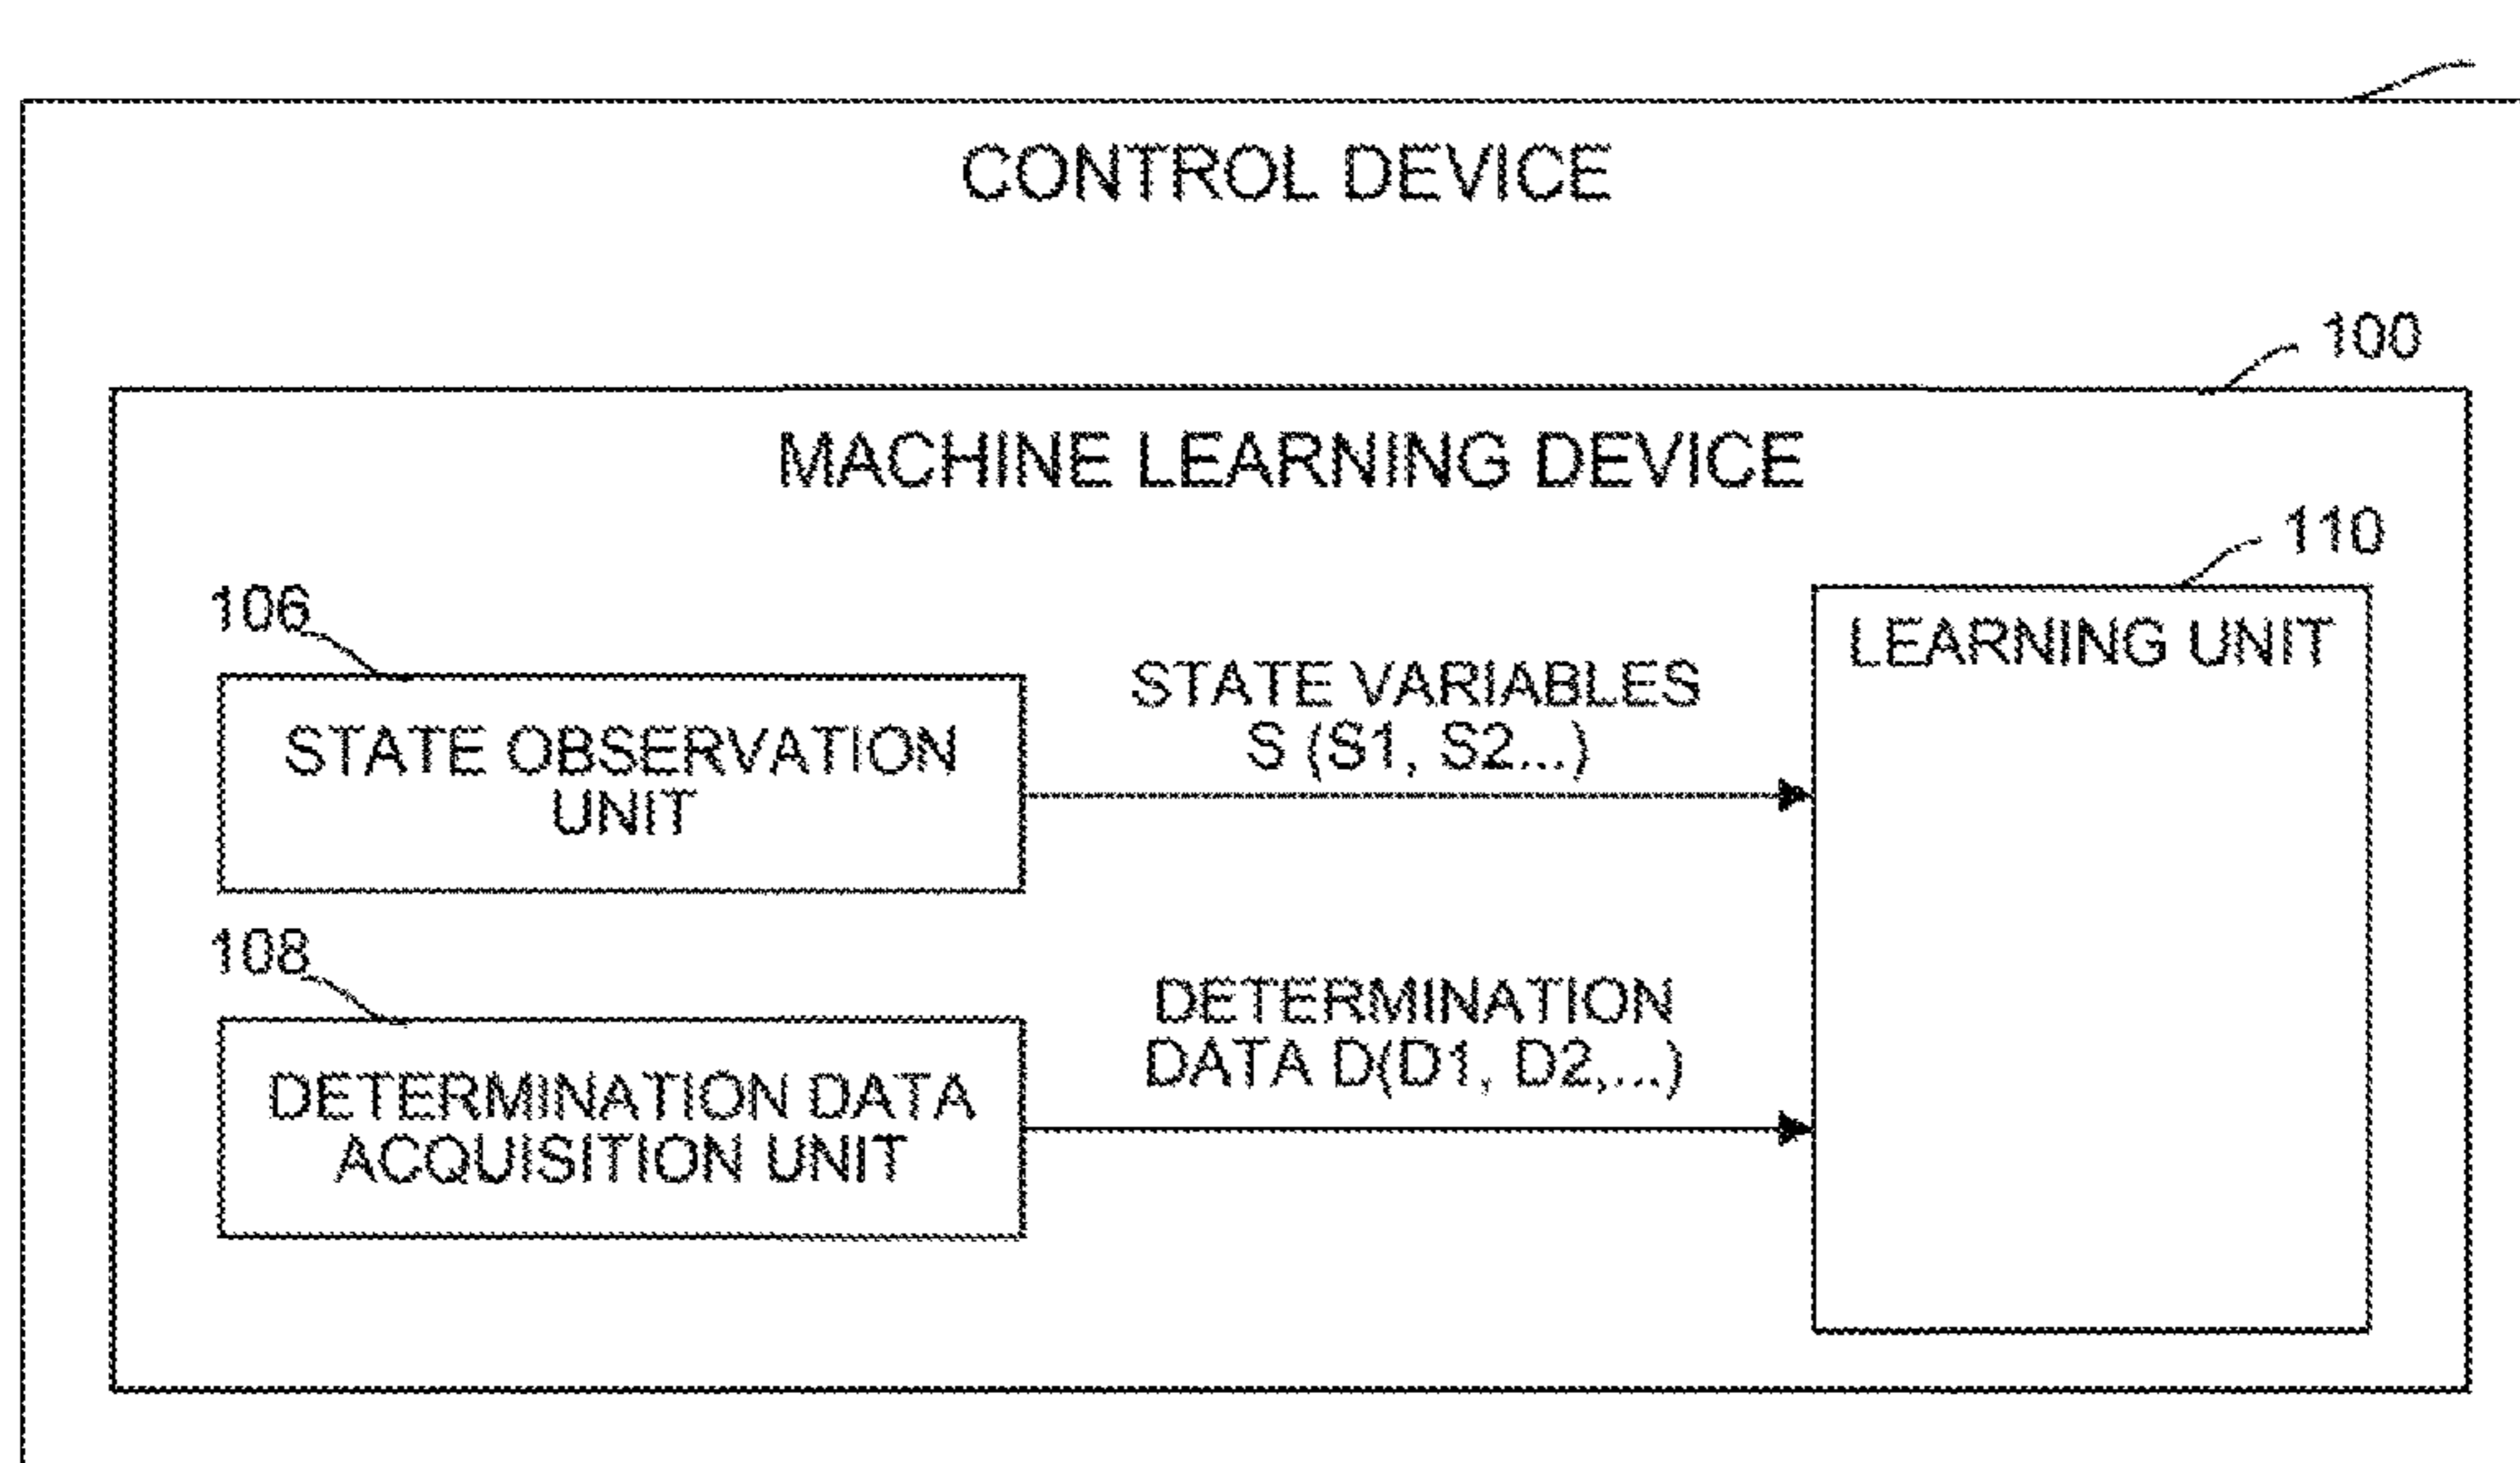 CONTROL DEVICE
100
MACHINE LEARNING DEVICE
110
LEARNING UNIT
106
STATE OBSERVATION
UNIT
STATE VARIABLES
S (S1, S2...)
108
DETERMINATION DATA
ACQUISITION UNIT
DETERMINATION
DATA D(D1, D2,...)